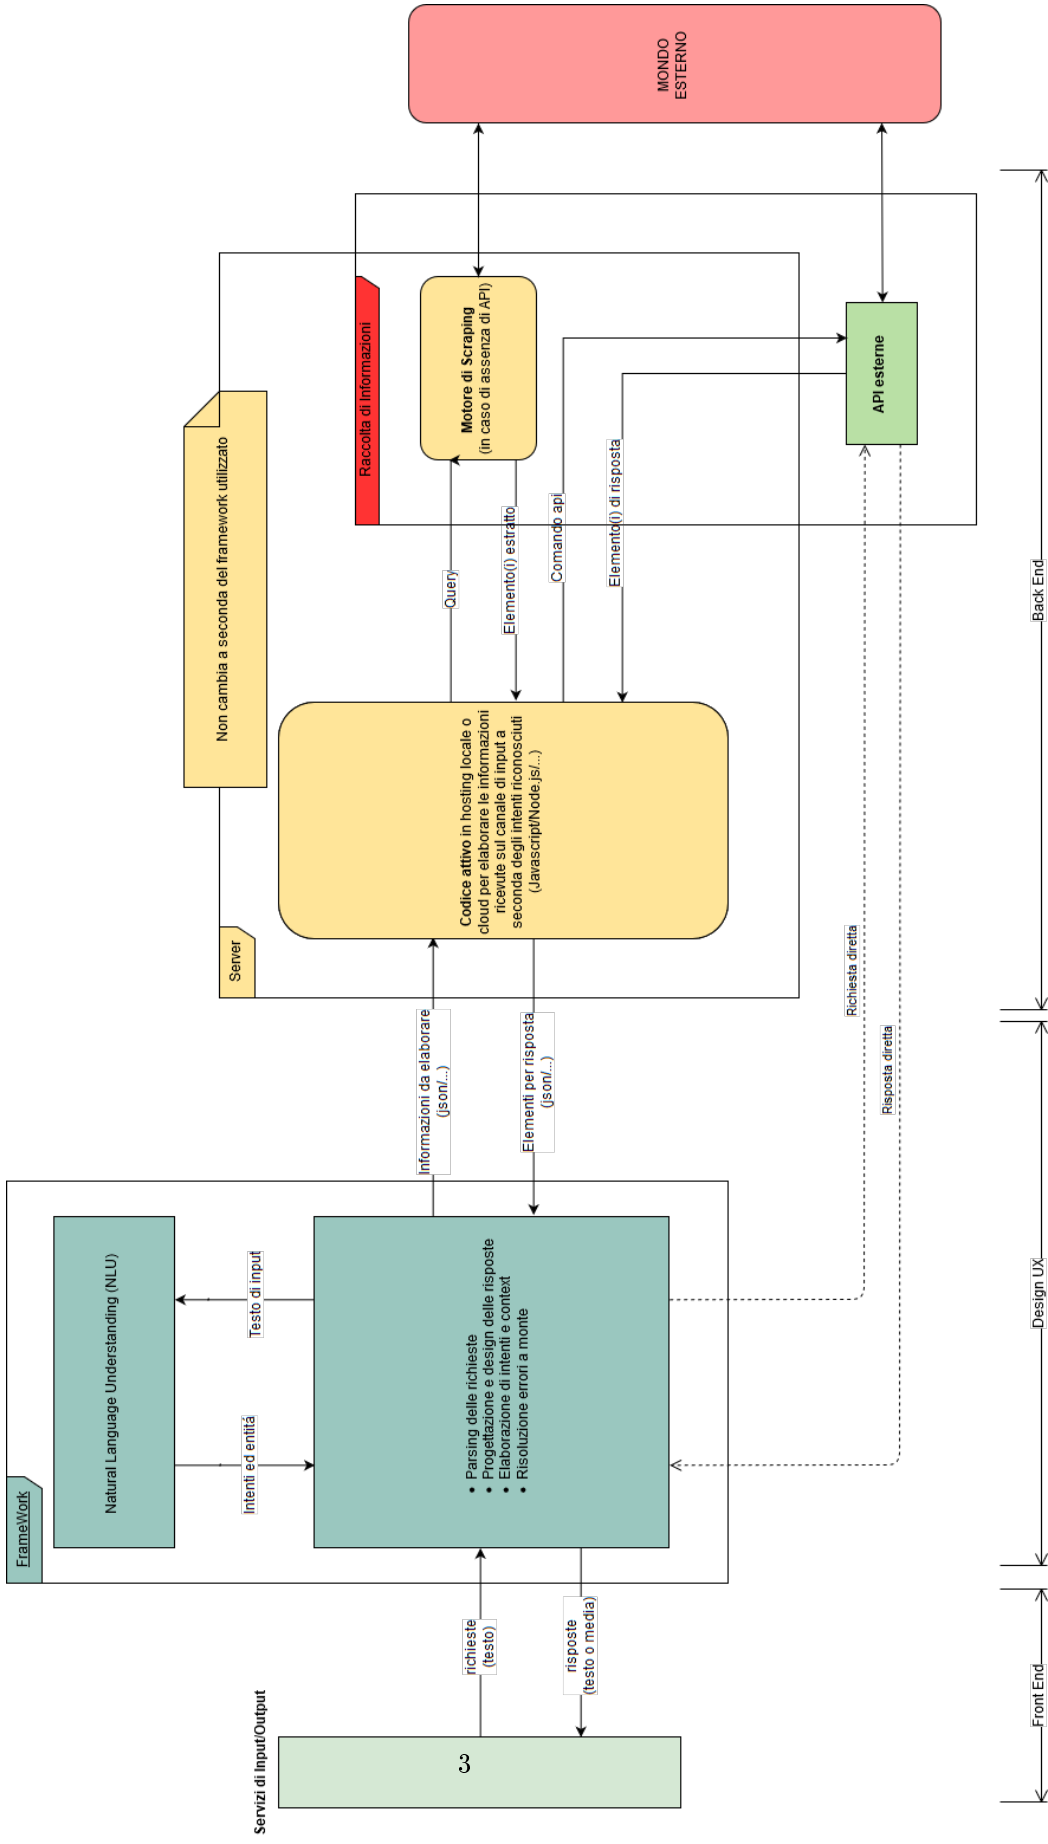 Servizi di Input/Output
3
richieste
(testo)
risposte
(testo o media)
FrameWork
Natural Language Understanding (NLU)
Intenti ed entitá
Testo di input
• Parsing delle richieste
• Progettazione e design delle risposte
• Elaborazione di intenti e context
• Risoluzione errori a monte
Informazioni da elaborare
(json/...)
Elementi per risposta
(json/...)
Richiesta diretta
Risposta diretta
Server
Non cambia a seconda del framework utilizzato
Codice attivo in hosting locale o
cloud per elaborare le informazioni
ricevute sul canale di input a
seconda degli intenti riconosciuti
(Javascript/Node.js/...)
Query
Elemento(i) estratto
Comando api
Elemento(i) di risposta
Raccolta di Informazioni
Motore di Scraping
(in caso di assenza di API)
API esterne
MONDO
ESTERNO
Front End
Design UX
Back End